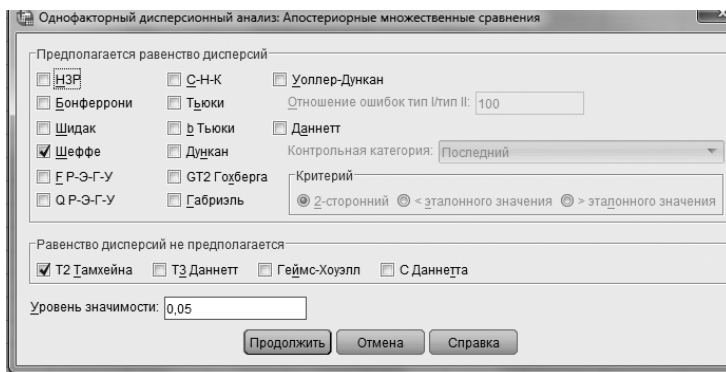 Однофакторный дисперсионный анализ: Апостериорные множественные сравнения
Предполагается равенство дисперсий
НЗР
С-Н-К
Уоллер-Дункан
Бонферрони
Тьюки
Отношение ошибок тип I/тип II: 100
Шидак
b Тьюки
Даннетт
Шеффе
Дункан
Контрольная категория: Последний
F Р-Э-Г-У
GT2 Гохберга
Критерий
Q Р-Э-Г-У
Габриэль
2-сторонний < эталонного значения > эталонного значения
Равенство дисперсий не предполагается
T2 Тамхейна T3 Даннетт Геймс-Хоуэлл С Даннетта
Уровень значимости: 0,05
Продолжить Отмена Справка